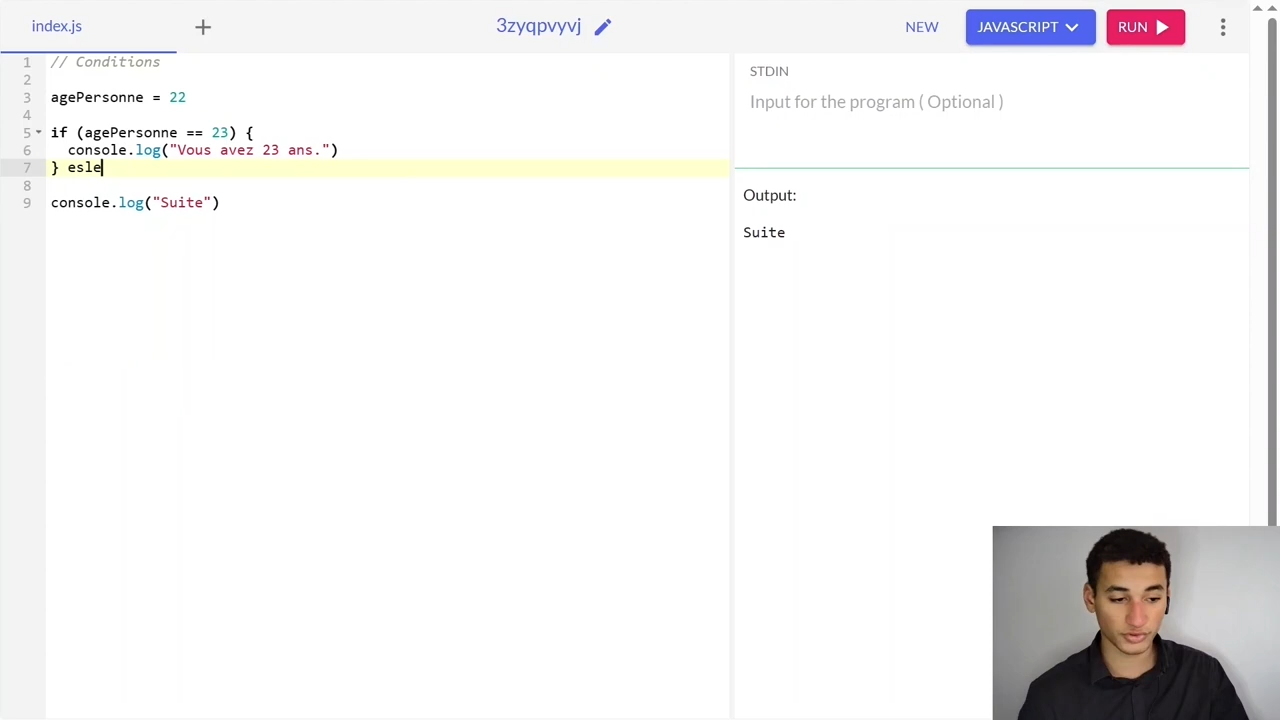 index.js
+
3zyqpvyvj
NEW
JAVASCRIPT
RUN
1 // Conditions
2
3 agePersonne = 22
4
5 if (agePersonne == 23) {
6 console.log("Vous avez 23 ans.")
7 } esle
8
9 console.log("Suite")
STDIN
Input for the program ( Optional )
Output:
Suite